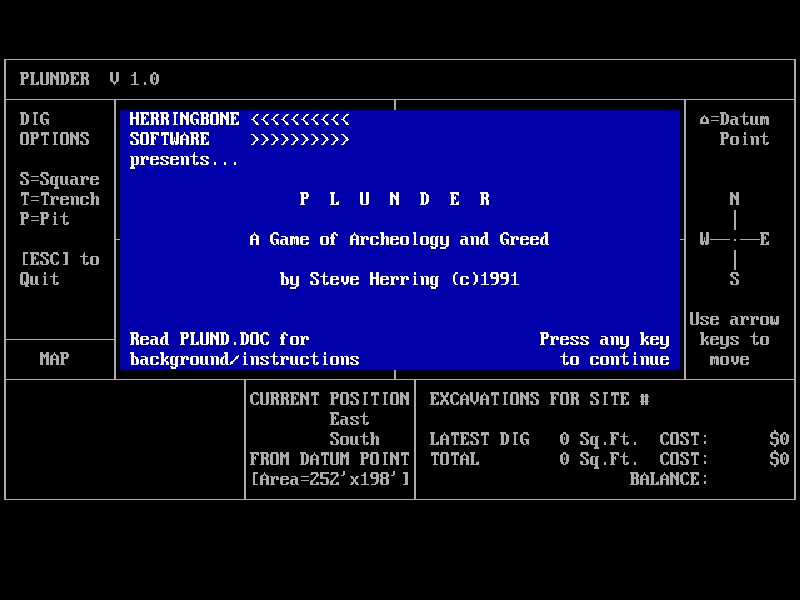 PLUNDER  V 1.0
DIG
OPTIONS
S=Square
T=Trench
P=Pit
[ESC] to
Quit
MAP
HERRINGBONE <<<<<<<<<<
SOFTWARE    >>>>>>>>>>
presents...
P L U N D E R
A Game of Archeology and Greed
by Steve Herring (c)1991
Read PLUND.DOC for
background/instructions
Press any key
to continue
⌂=Datum
Point
N
W E
S
Use arrow
keys to
move
CURRENT POSITION
East
South
FROM DATUM POINT
[Area=252'x198']
EXCAVATIONS FOR SITE #
LATEST DIG   0 Sq.Ft.  COST:      $0
TOTAL        0 Sq.Ft.  COST:      $0
BALANCE: